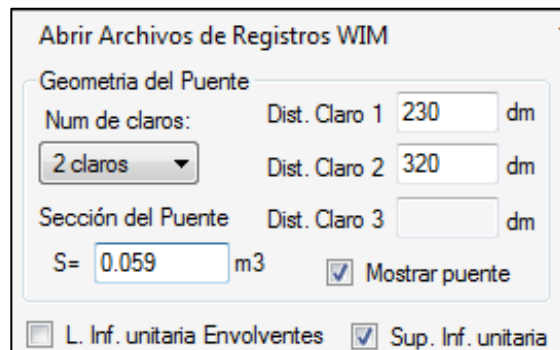 Abrir Archivos de Registros WIM
Geometria del Puente
Num de claros:
2 claros
Dist. Claro 1 230 dm
Dist. Claro 2 320 dm
Sección del Puente
Dist. Claro 3 dm
S= 0.059 m3
Mostrar puente
L. Inf. unitaria Envolventes
Sup. Inf. unitaria